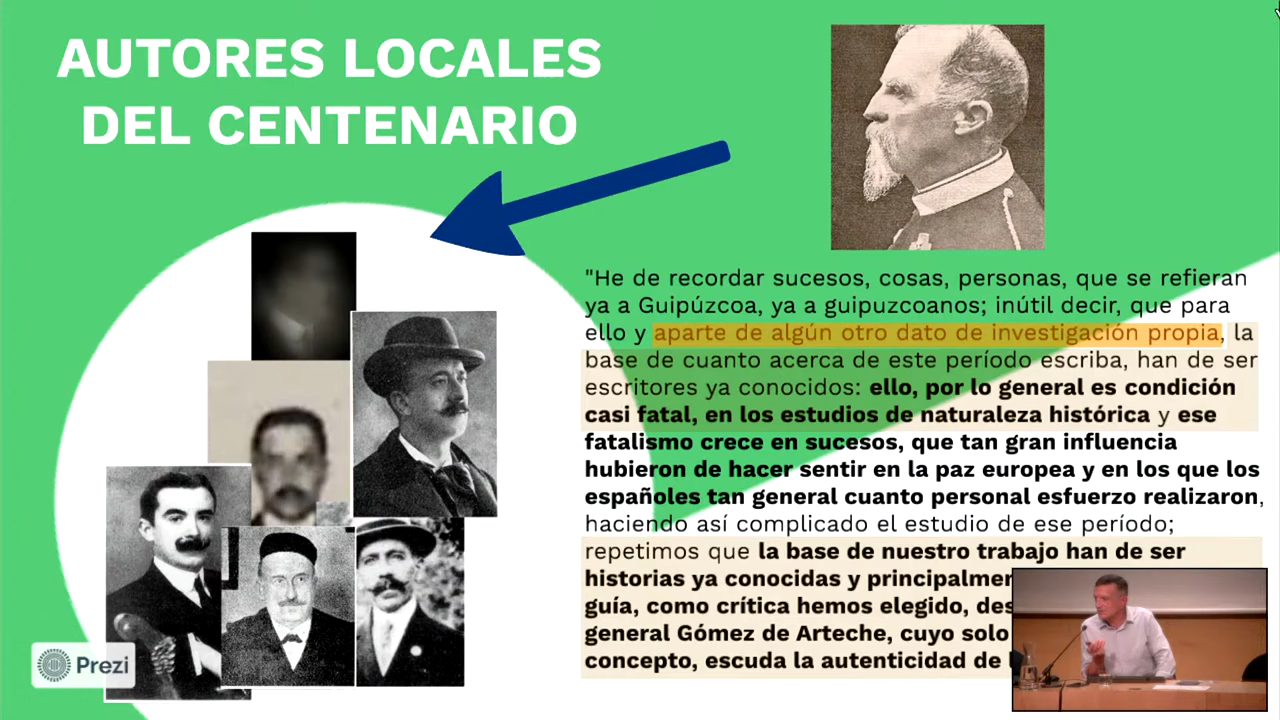 AUTORES LOCALES
DEL CENTENARIO
"He de recordar sucesos, cosas, personas, que se refieran
ya a Guipúzcoa, ya a guipuzcoanos; inútil decir, que para
ello y aparte de algún otro dato de investigación propia, la
base de cuanto acerca de este período escriba, han de ser
escritores ya conocidos: ello, por lo general es condición
casi fatal, en los estudios de naturaleza histórica y ese
fatalismo crece en sucesos, que tan gran influencia
hubieron de hacer sentir en la paz europea y en los que los
españoles tan general cuanto personal esfuerzo realizaron,
haciendo así complicado el estudio de ese período;
repetimos que la base de nuestro trabajo han de ser
historias ya conocidas y
guía, como crítica hemos elegido,
general Gómez de Arteche, cuyo solo
concepto, escuda la autenticidad de
Prezi